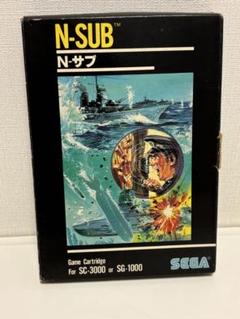 N-SUB™
N-サブ
Game Cartridge
For SC-3000 or SG-1000
SEGA